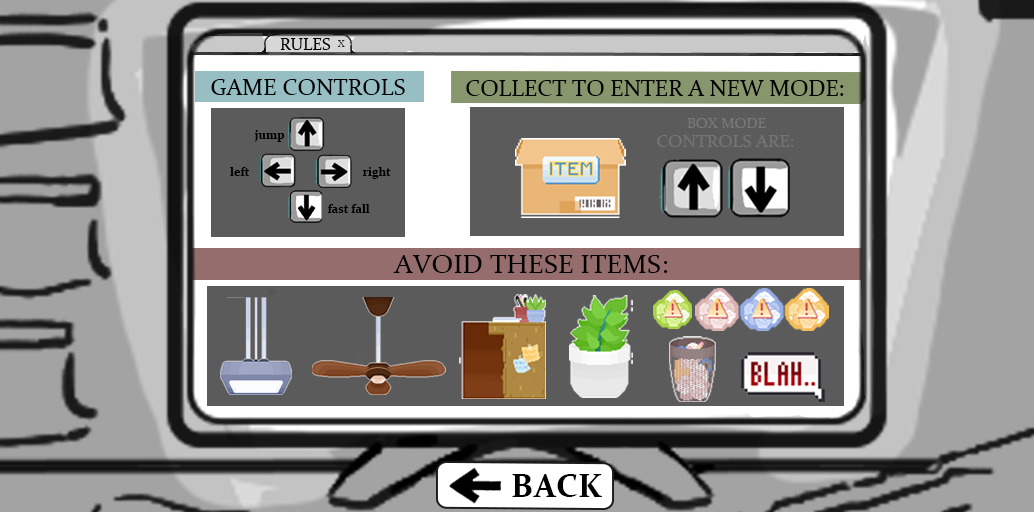 RULES x
GAME CONTROLS
jump
left
right
fast fall
COLLECT TO ENTER A NEW MODE:
ITEM
BOX MODE
CONTROLS ARE:
AVOID THESE ITEMS:
BLAH..
BACK